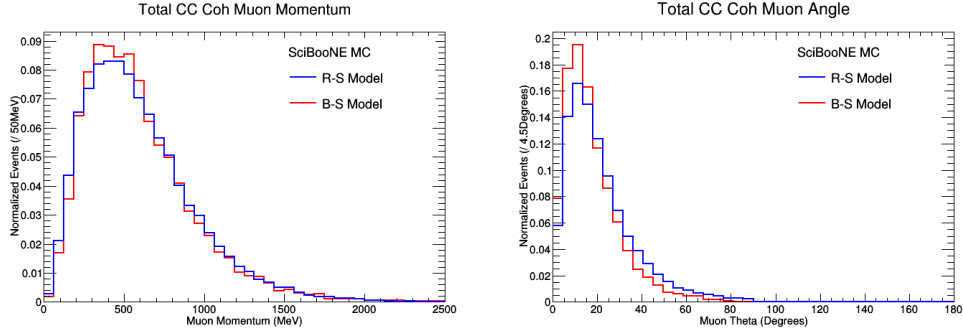 Total CC Coh Muon Momentum
Normalized Events (/ 50MeV)
0.09
0.08
0.07
0.06
0.05
0.04
0.03
0.02
0.01
0
SciBooNE MC
R-S Model
B-S Model
0 500 1000 1500 2000 2500
Muon Momentum (MeV)
Total CC Coh Muon Angle
Normalized Events (/ 4.5Degrees)
0.2
0.18
0.16
0.14
0.12
0.1
0.08
0.06
0.04
0.02
0
SciBooNE MC
R-S Model
B-S Model
0 20 40 60 80 100 120 140 160 180
Muon Theta (Degrees)